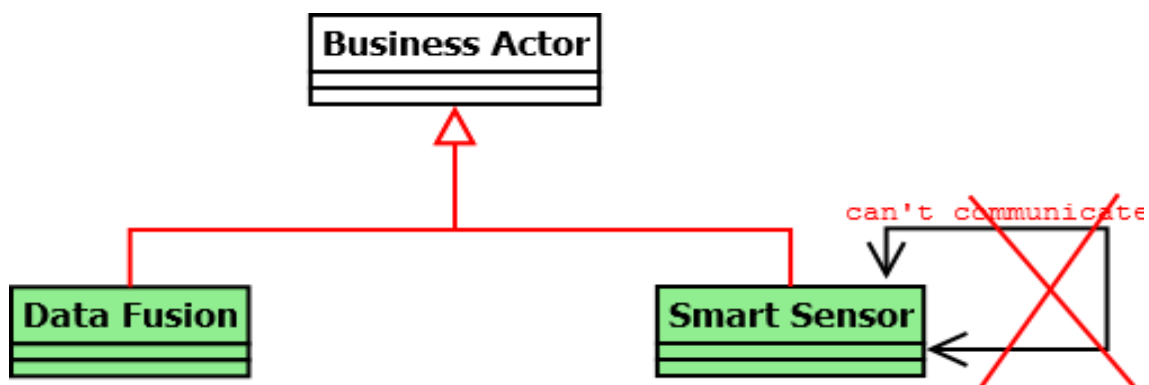 Business Actor
can't communicate
Data Fusion
Smart Sensor